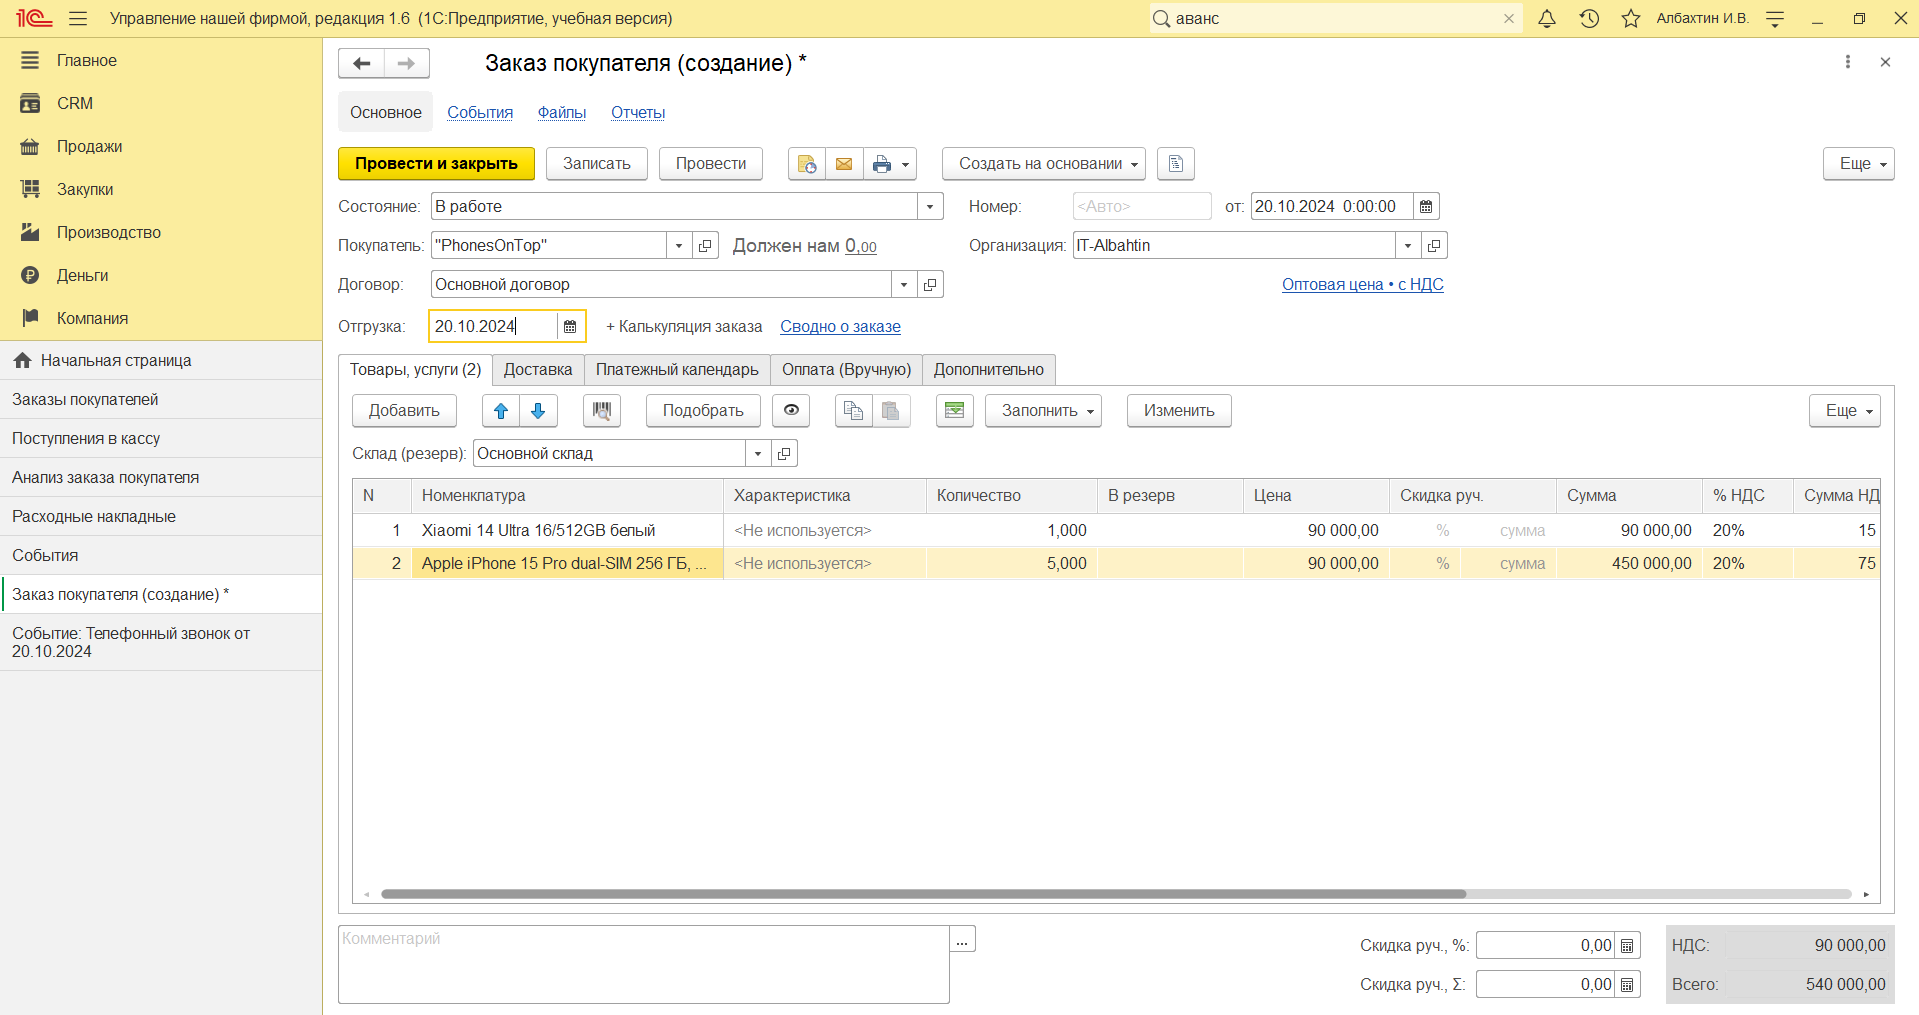 1С Управление нашей фирмой, редакция 1.6 (1С:Предприятие, учебная версия) аванс Албахтин И.В.
Главное
CRM
Продажи
Закупки
Производство
Деньги
Компания
Начальная страница
Заказы покупателей
Поступления в кассу
Анализ заказа покупателя
Расходные накладные
События
Заказ покупателя (создание) *
Событие: Телефонный звонок от
20.10.2024
Заказ покупателя (создание) *
Основное События Файлы Отчеты
Провести и закрыть Записать Провести Создать на основании Еще
Состояние: В работе Номер: <Авто> от: 20.10.2024 0:00:00
Покупатель: "PhonesOnTop" Должен нам 0,00 Организация: IT-Albahtin
Договор: Основной договор Оптовая цена • с НДС
Отгрузка: 20.10.2024 + Калькуляция заказа Сводно о заказе
Товары, услуги (2) Доставка Платежный календарь Оплата (Вручную) Дополнительно
Добавить Подобрать Заполнить Изменить Еще
Склад (резерв): Основной склад
N Номенклатура Характеристика Количество В резерв Цена Скидка руч. Сумма % НДС Сумма НД
1 Xiaomi 14 Ultra 16/512GB белый <Не используется> 1,000 90 000,00 % сумма 90 000,00 20% 15
2 Apple iPhone 15 Pro dual-SIM 256 ГБ, ... <Не используется> 5,000 90 000,00 % сумма 450 000,00 20% 75
Комментарий ...
Скидка руч., %: 0,00 НДС: 90 000,00
Скидка руч., Σ: 0,00 Всего: 540 000,00